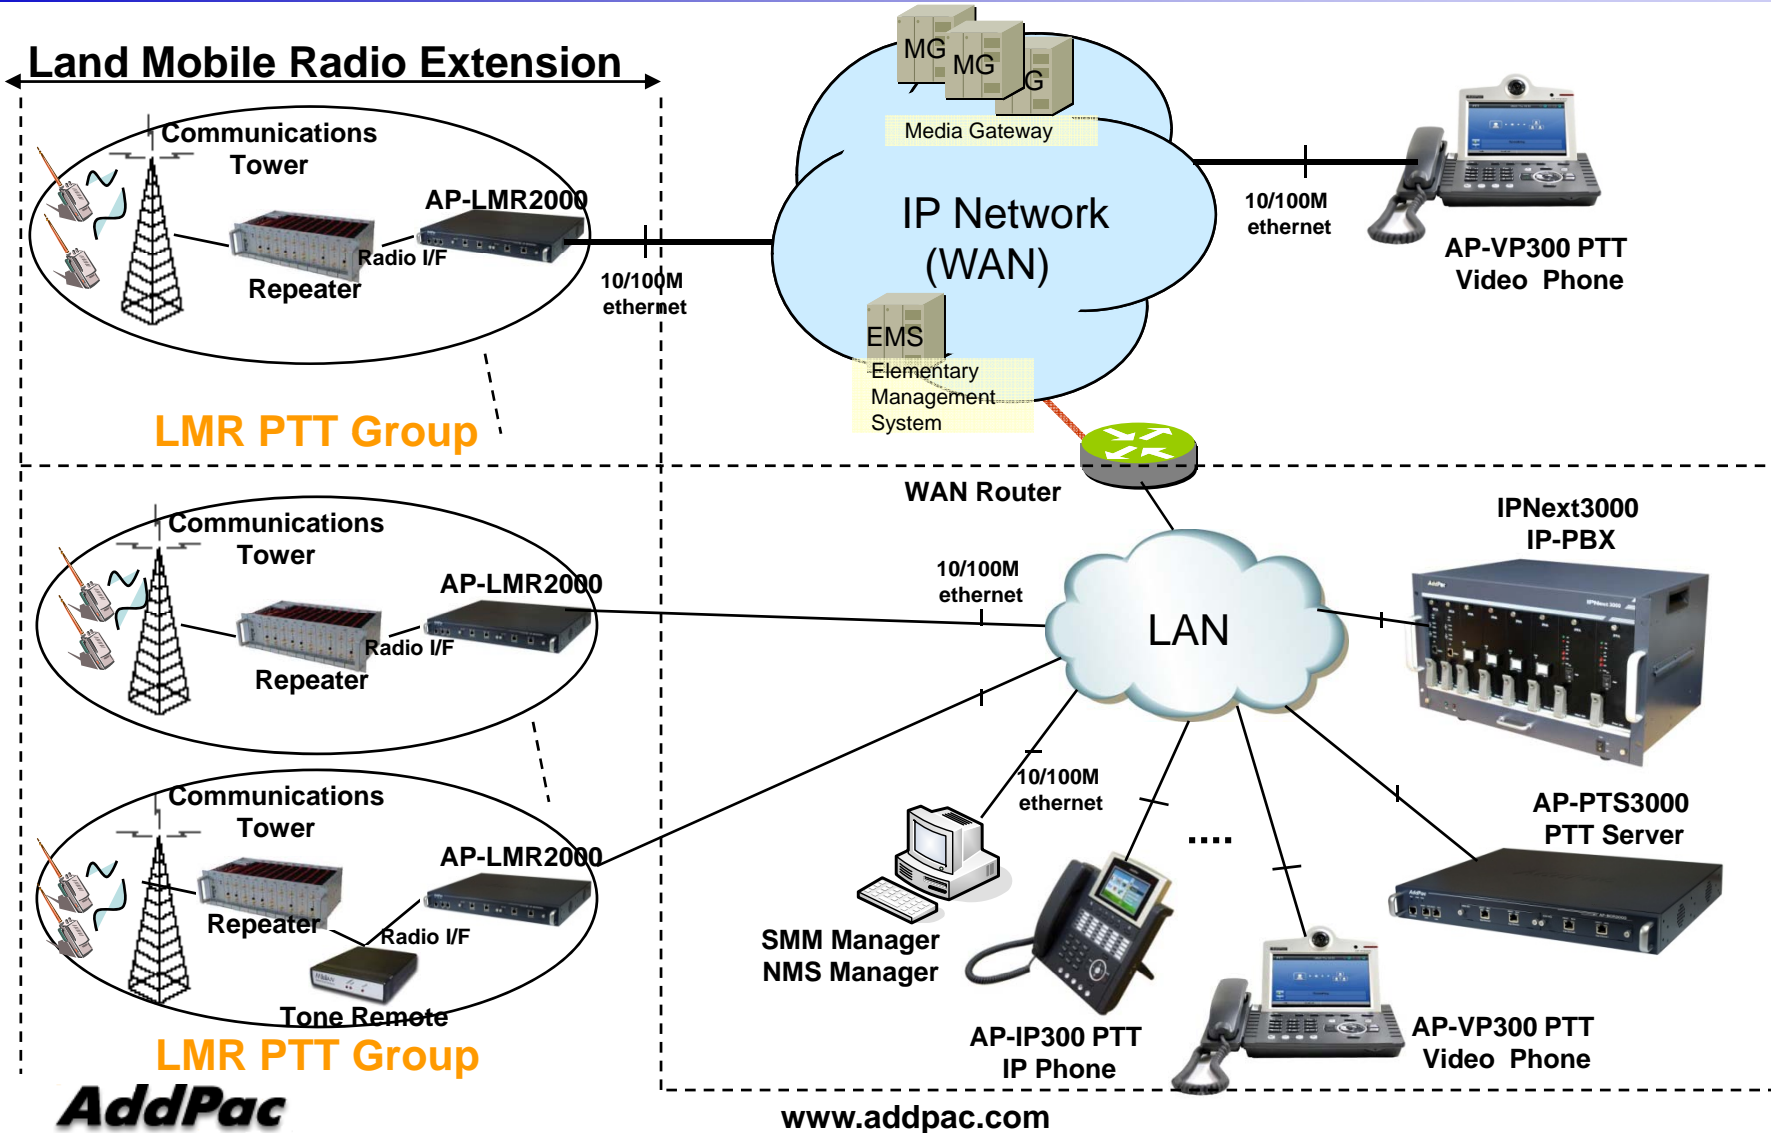 Land Mobile Radio Extension
Communications
Tower
AP-LMR2000
Radio I/F
Repeater
10/100M
ethernet
LMR PTT Group
MG
MG
G
Media Gateway
IP Network
(WAN)
EMS
Elementary
Management
System
10/100M
ethernet
AP-VP300 PTT
Video Phone
WAN Router
Communications
Tower
AP-LMR2000
Radio I/F
Repeater
10/100M
ethernet
LAN
IPNext3000
IP-PBX
AddPac
IPNext 3000
Communications
Tower
AP-LMR2000
Repeater
Radio I/F
Tone Remote
LMR PTT Group
10/100M
ethernet
SMM Manager
NMS Manager
....
AP-IP300 PTT
IP Phone
AP-PTS3000
PTT Server
AddPac
AP-VP300 PTT
Video Phone
AddPac
www.addpac.com